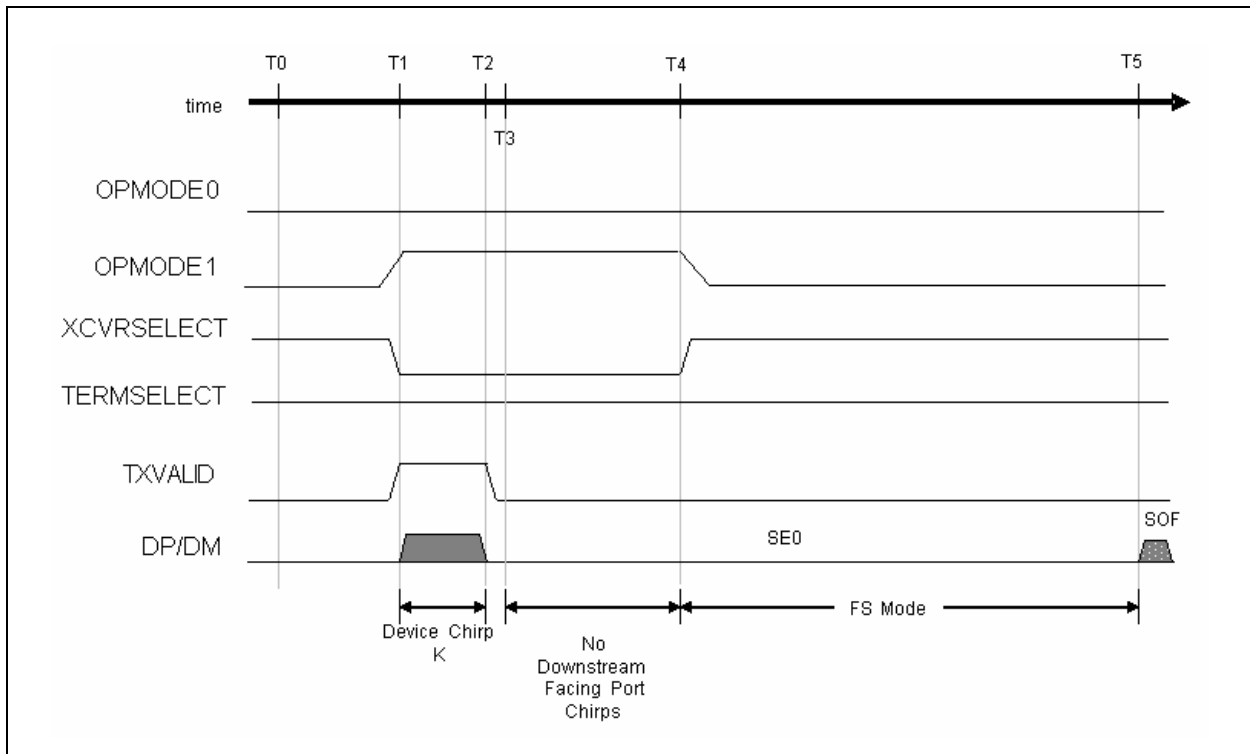 T0
T1
T2
T4
T5
time
T3
OPMODE0
OPMODE1
XCVRSELECT
TERMSELECT
TXVALID
SOF
DP/DM
SE0
FS Mode
Device Chirp
K
No
Downstream
Facing Port
Chirps